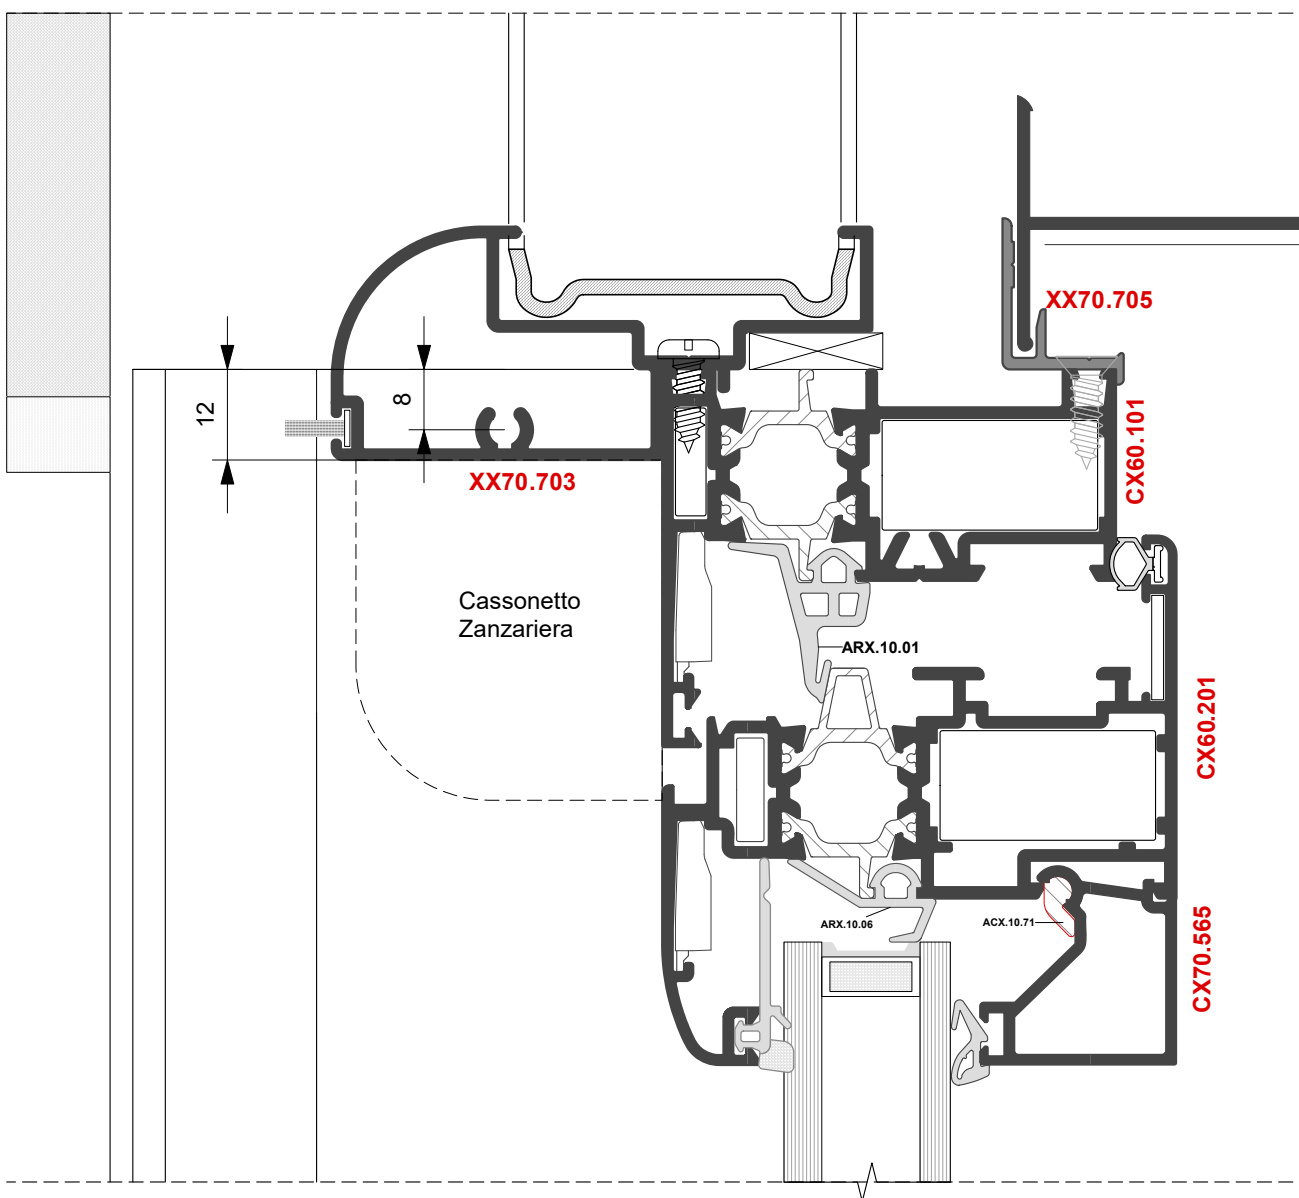 XX70.705
12
8
CX60.101
XX70.703
Cassonetto
Zanzariera
ARX.10.01
CX60.201
ARX.10.06
ACX.10.71
CX70.565